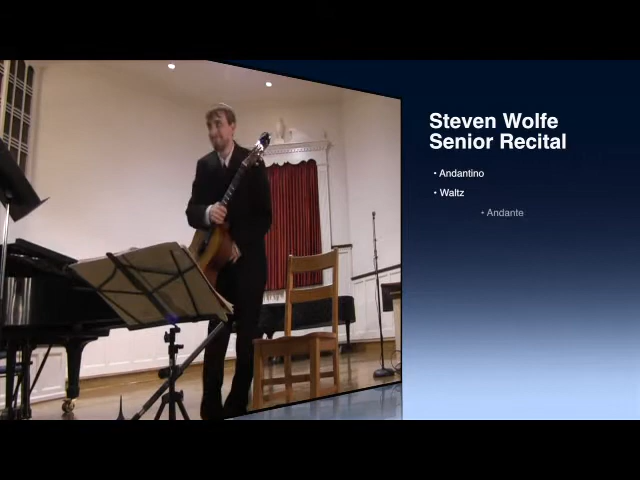 Steven Wolfe
Senior Recital
• Andantino
• Waltz
• Andante